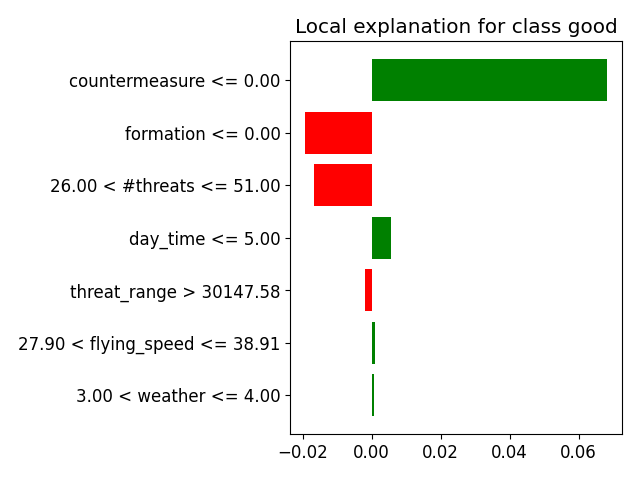 Local explanation for class good
countermeasure <= 0.00
formation <= 0.00
26.00 < #threats <= 51.00
day_time <= 5.00
threat_range > 30147.58
27.90 < flying_speed <= 38.91
3.00 < weather <= 4.00
−0.02 0.00 0.02 0.04 0.06